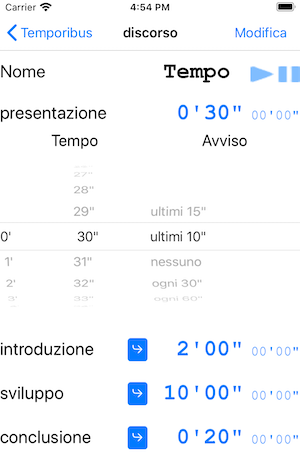 Carrier 4:54 PM
Temporibus discorso Modifica
Nome Tempo
presentazione 0'30" 00'00"
Tempo Avviso
27"
28"
29" ultimi 15"
0' 30" ultimi 10"
1' 31" nessuno
2' 32" ogni 30"
3' 33" ogni 60"
introduzione 2'00" 00'00"
sviluppo 10'00" 00'00"
conclusione 0'20" 00'00"